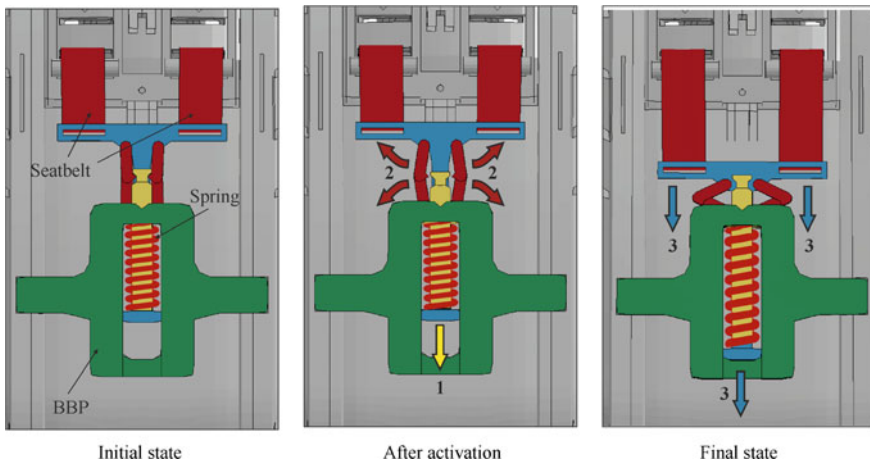 Seatbelt
Spring
BBP
2
2
1
3
3
3
Initial state
After activation
Final state